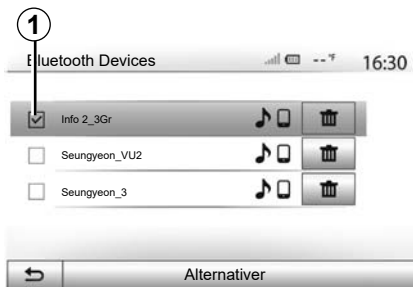 1
Bluetooth Devices -- °F 16:30
Info 2_3Gr
Seungyeon_VU2
Seungyeon_3
Alternativer